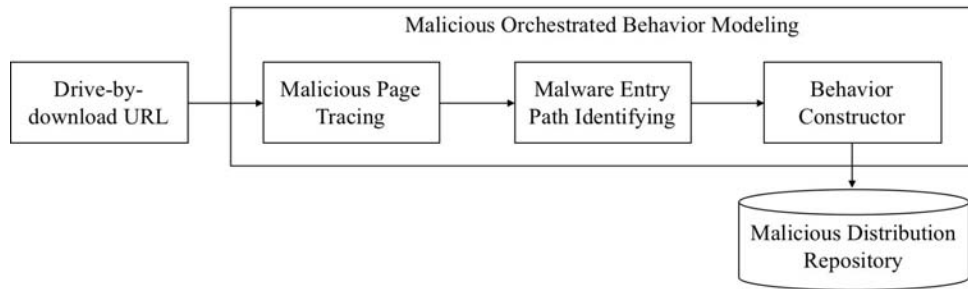 Malicious Orchestrated Behavior Modeling
Drive-by-
download URL
Malicious Page
Tracing
Malware Entry
Path Identifying
Behavior
Constructor
Malicious Distribution
Repository